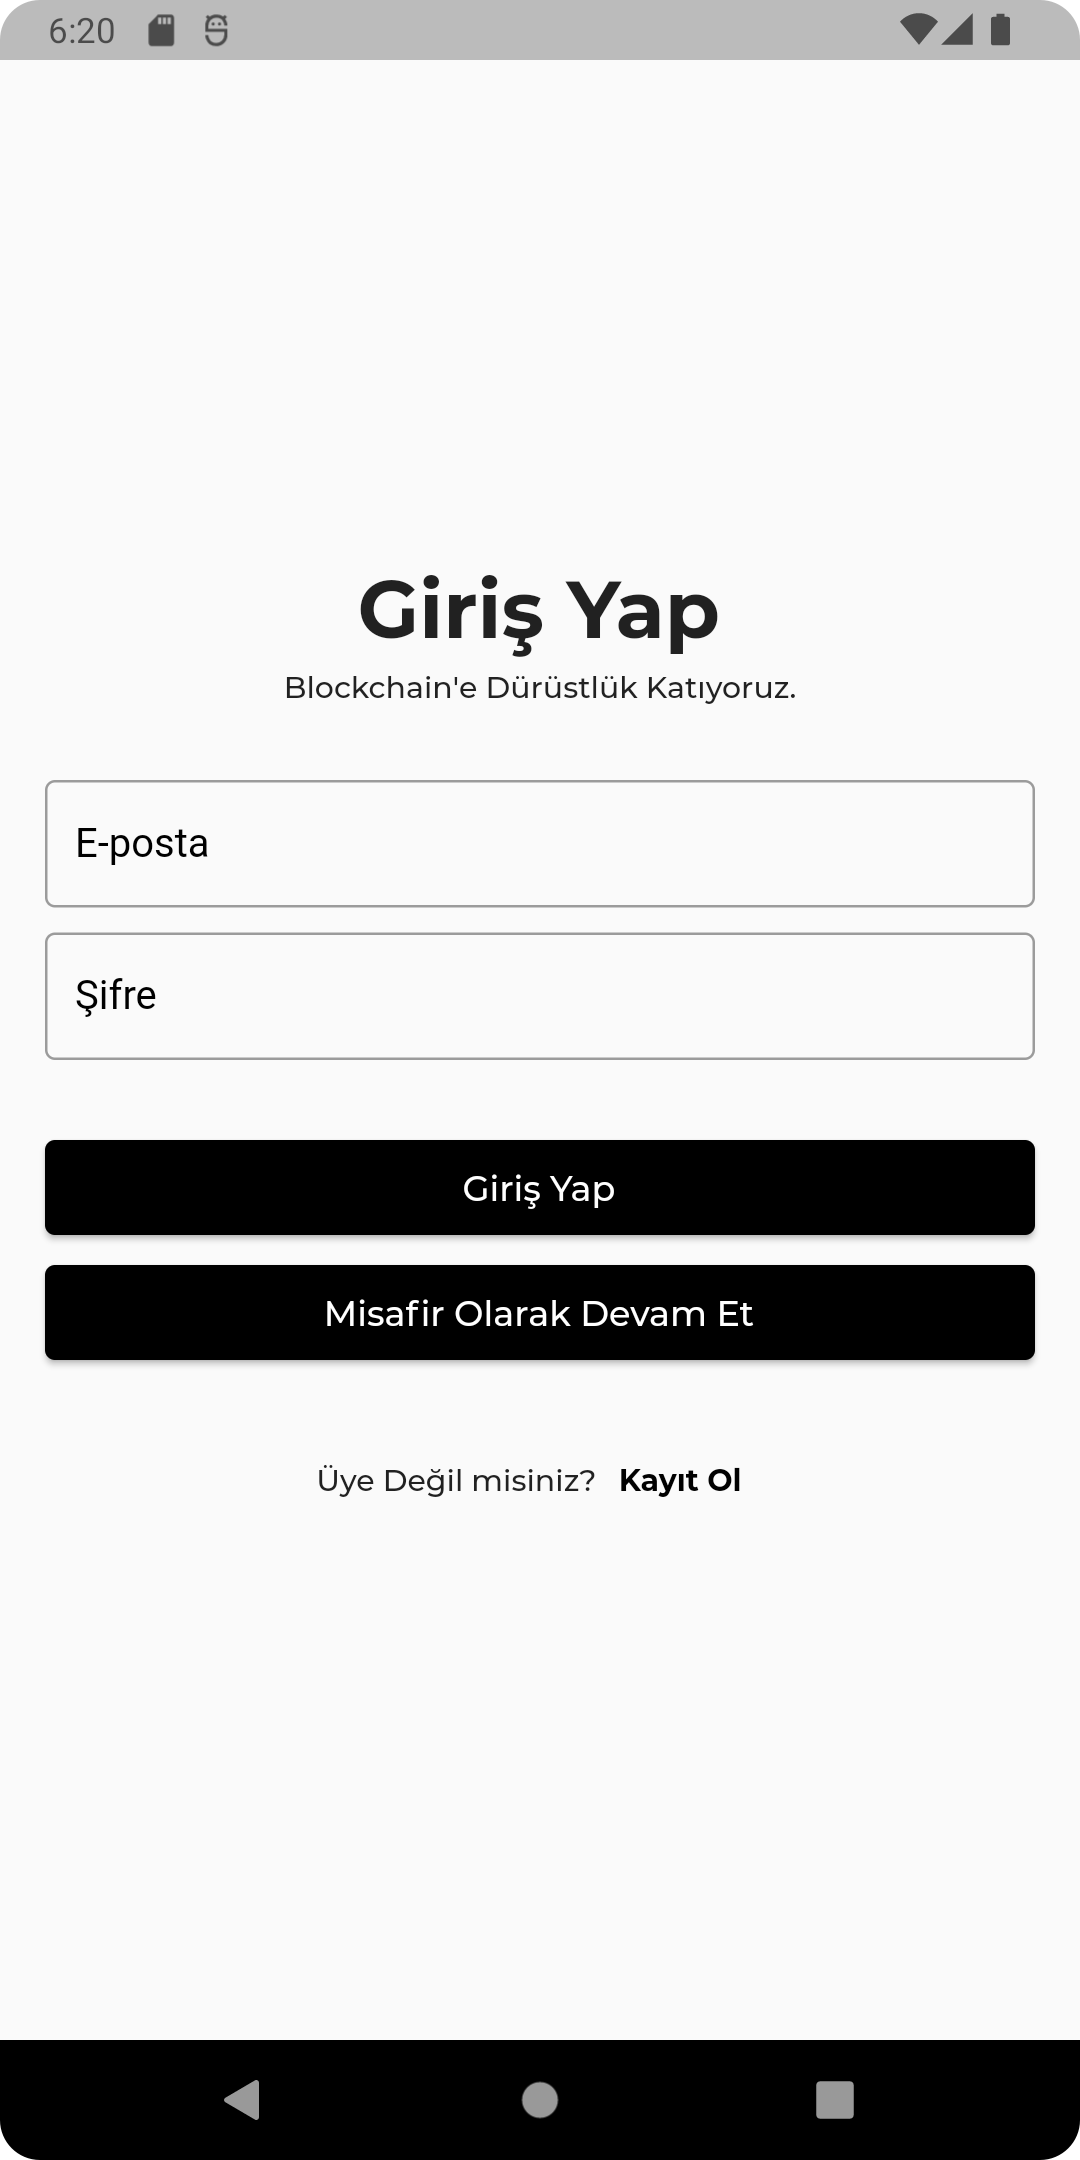 6:20
Giriş Yap
Blockchain'e Dürüstlük Katıyoruz.
E-posta
Şifre
Giriş Yap
Misafir Olarak Devam Et
Üye Değil misiniz? Kayıt Ol